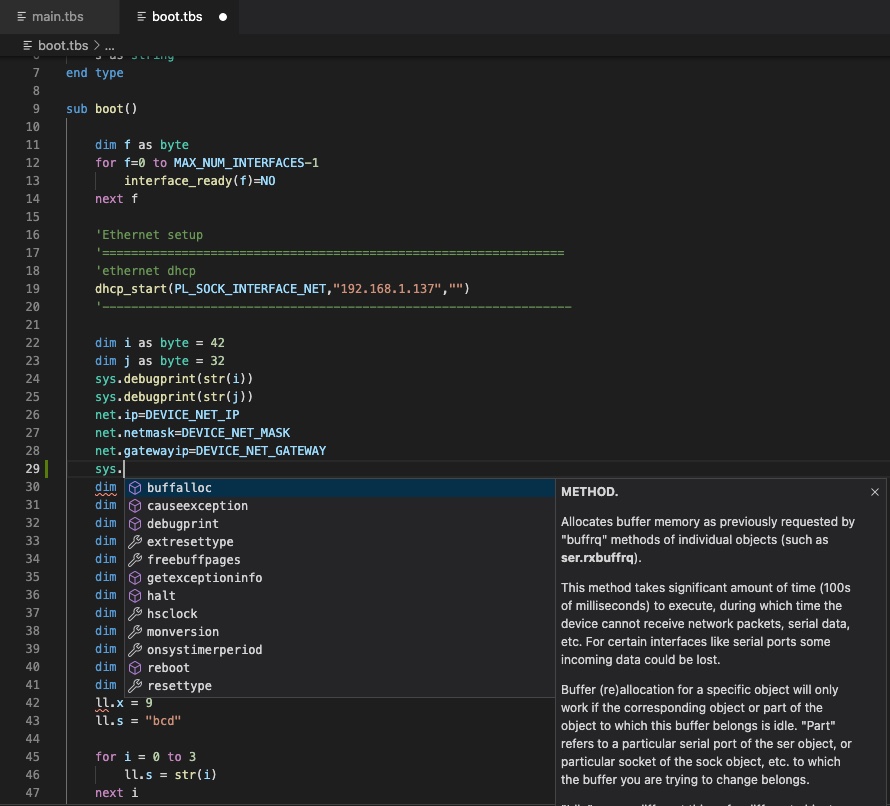 main.tbs
boot.tbs
boot.tbs > ...
6 s as string
7 end type
8
9 sub boot()
10
11 dim f as byte
12 for f=0 to MAX_NUM_INTERFACES-1
13 interface_ready(f)=NO
14 next f
15
16 'Ethernet setup
17 '================================================================
18 'ethernet dhcp
19 dhcp_start(PL_SOCK_INTERFACE_NET,"192.168.1.137","")
20 '-----------------------------------------------------------------
21
22 dim i as byte = 42
23 dim j as byte = 32
24 sys.debugprint(str(i))
25 sys.debugprint(str(j))
26 net.ip=DEVICE_NET_IP
27 net.netmask=DEVICE_NET_MASK
28 net.gatewayip=DEVICE_NET_GATEWAY
29 sys.
30 dim buffalloc
31 dim causeexception
32 dim debugprint
33 dim extresettype
34 dim freebuffpages
35 dim getexceptioninfo
36 dim halt
37 dim hsclock
38 dim monversion
39 dim onsystimerperiod
40 dim reboot
41 dim resettype
42 ll.x = 9
43 ll.s = "bcd"
44
45 for i = 0 to 3
46 ll.s = str(i)
47 next i
METHOD.
Allocates buffer memory as previously requested by
"buffrq" methods of individual objects (such as
ser.rxbuffrq).
This method takes significant amount of time (100s
of milliseconds) to execute, during which time the
device cannot receive network packets, serial data,
etc. For certain interfaces like serial ports some
incoming data could be lost.
Buffer (re)allocation for a specific object will only
work if the corresponding object or part of the
object to which this buffer belongs is idle. "Part"
refers to a particular serial port of the ser object, or
particular socket of the sock object, etc. to which
the buffer you are trying to change belongs.